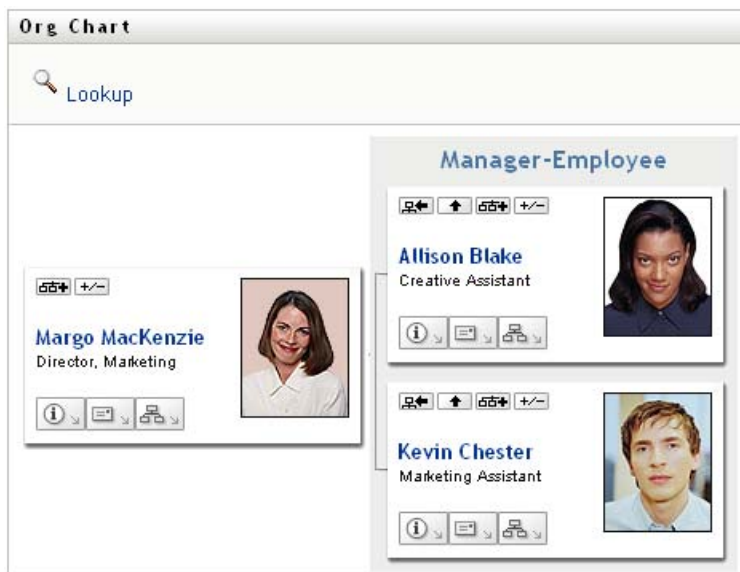 Org Chart
Lookup
Manager-Employee
+/-
Allison Blake
Creative Assistant
+/-
Margo MacKenzie
Director, Marketing
+/-
Kevin Chester
Marketing Assistant